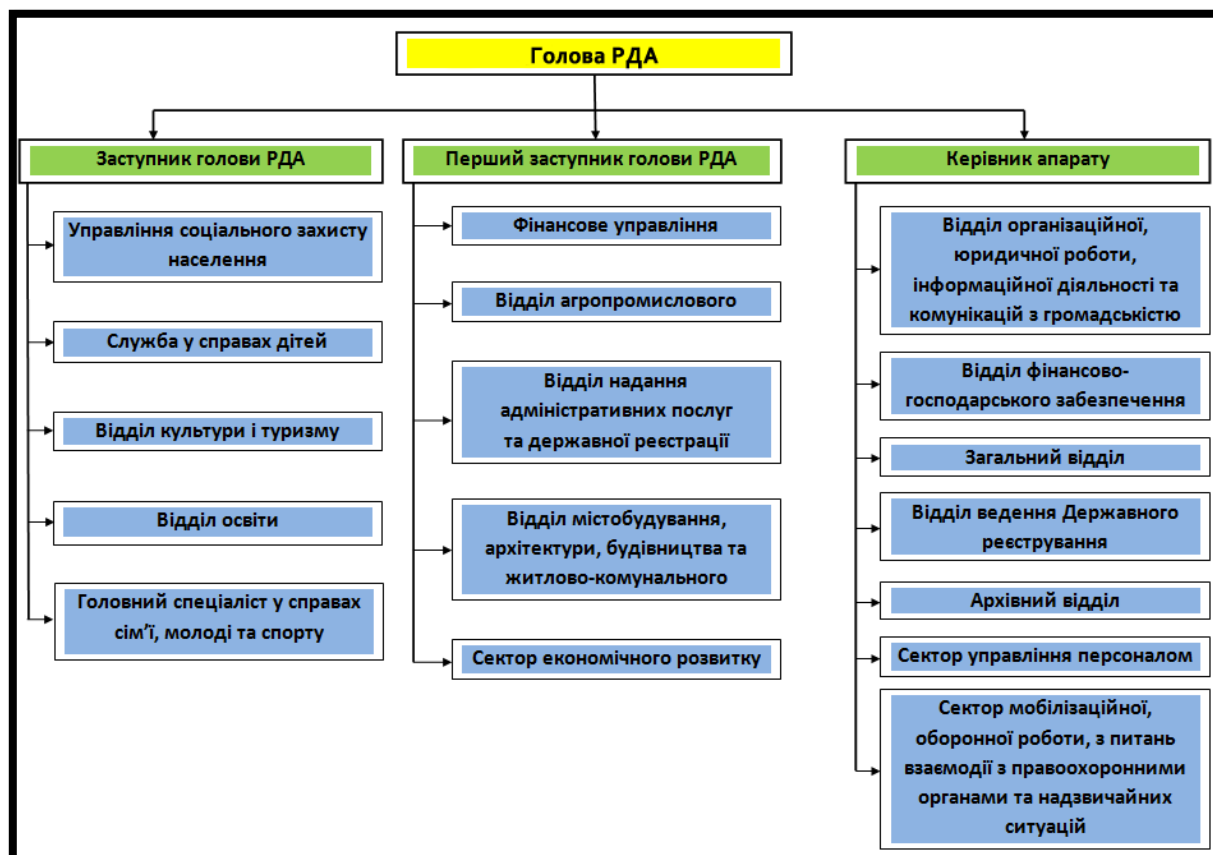 Голова РДА
Заступник голови РДА
Управління соціального захисту
населення
Служба у справах дітей
Відділ культури і туризму
Відділ освіти
Головний спеціаліст у справах
сім’ї, молоді та спорту
Перший заступник голови РДА
Фінансове управління
Відділ агропромислового
Відділ надання
адміністративних послуг
та державної реєстрації
Відділ містобудування,
архітектури, будівництва та
житлово-комунального
Сектор економічного розвитку
Керівник апарату
Відділ організаційної,
юридичної роботи,
інформаційної діяльності та
комунікацій з громадськістю
Відділ фінансово-
господарського забезпечення
Загальний відділ
Відділ ведення Державного
реєстрування
Архівний відділ
Сектор управління персоналом
Сектор мобілізаційної,
оборонної роботи, з питань
взаємодії з правоохоронними
органами та надзвичайних
ситуацій